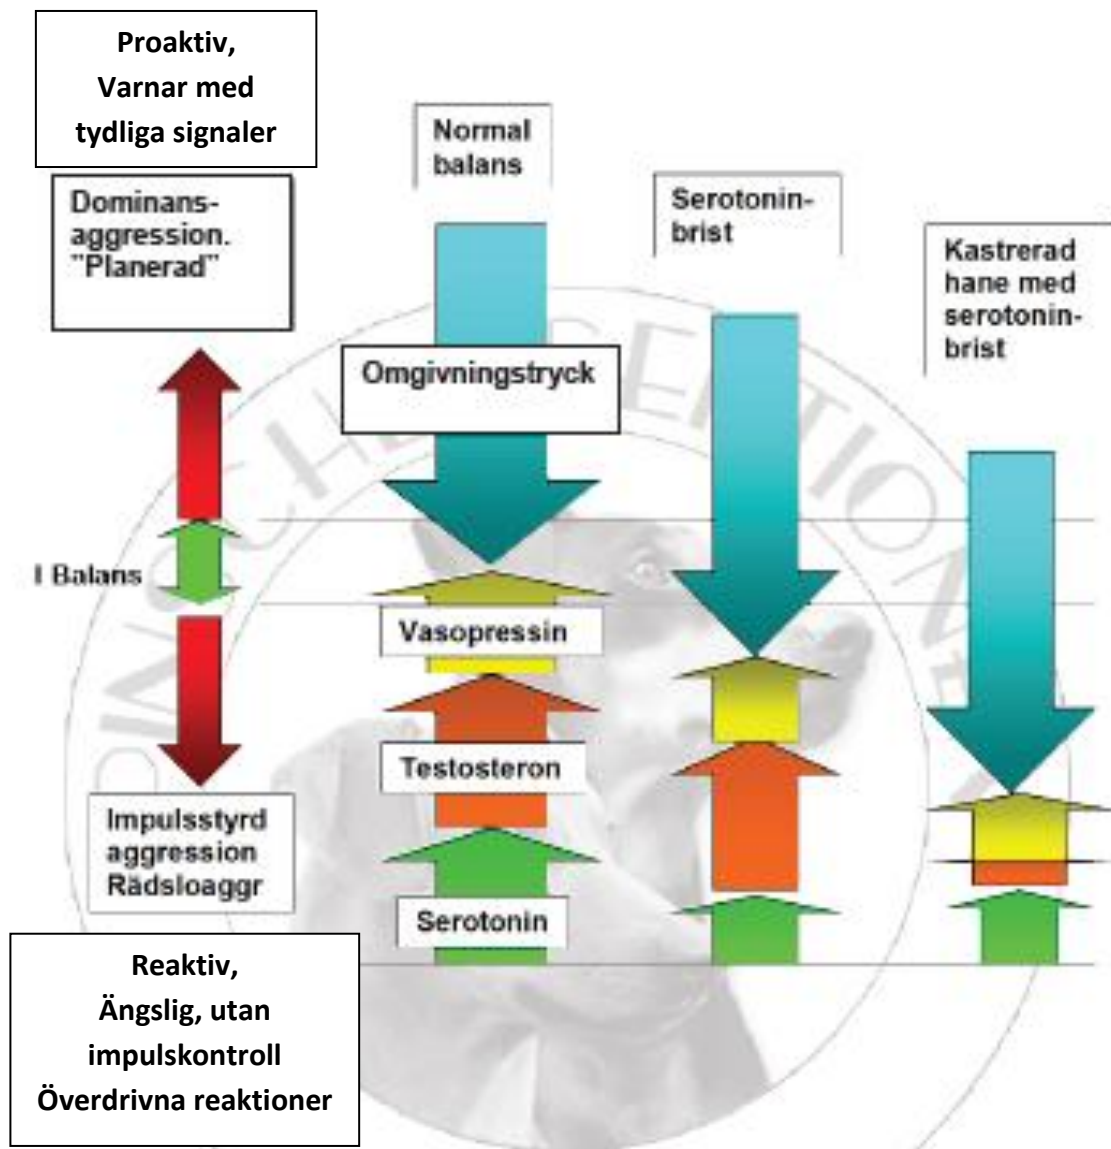 Proaktiv,
Varnar med
tydliga signaler
Dominans-
aggression.
"Planerad"
Normal
balans
Serotonin-
brist
Kastrerad
hane med
serotonin-
brist
Omgivningstryck
I Balans
Vasopressin
Testosteron
Serotonin
Impulsstyrd
aggression
Rädsloaggr
Reaktiv,
Ängslig, utan
impulskontroll
Överdrivna reaktioner